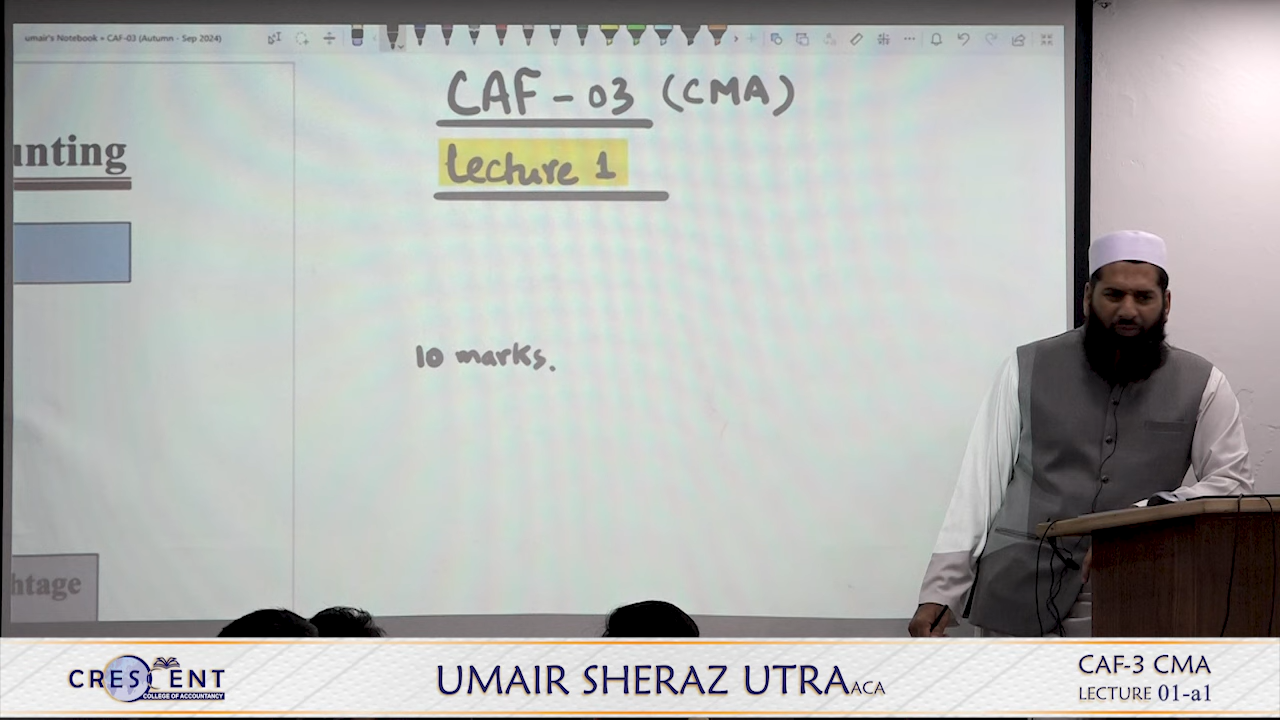 umair's Notebook » CAF-03 (Autumn - Sep 2024)
CAF - 03 (CMA)
Lecture 1
unting
10 marks.
htage
CRESCENT
COLLEGE OF ACCOUNTANCY
UMAIR SHERAZ UTRA ACA
CAF-3 CMA
LECTURE 01-a1